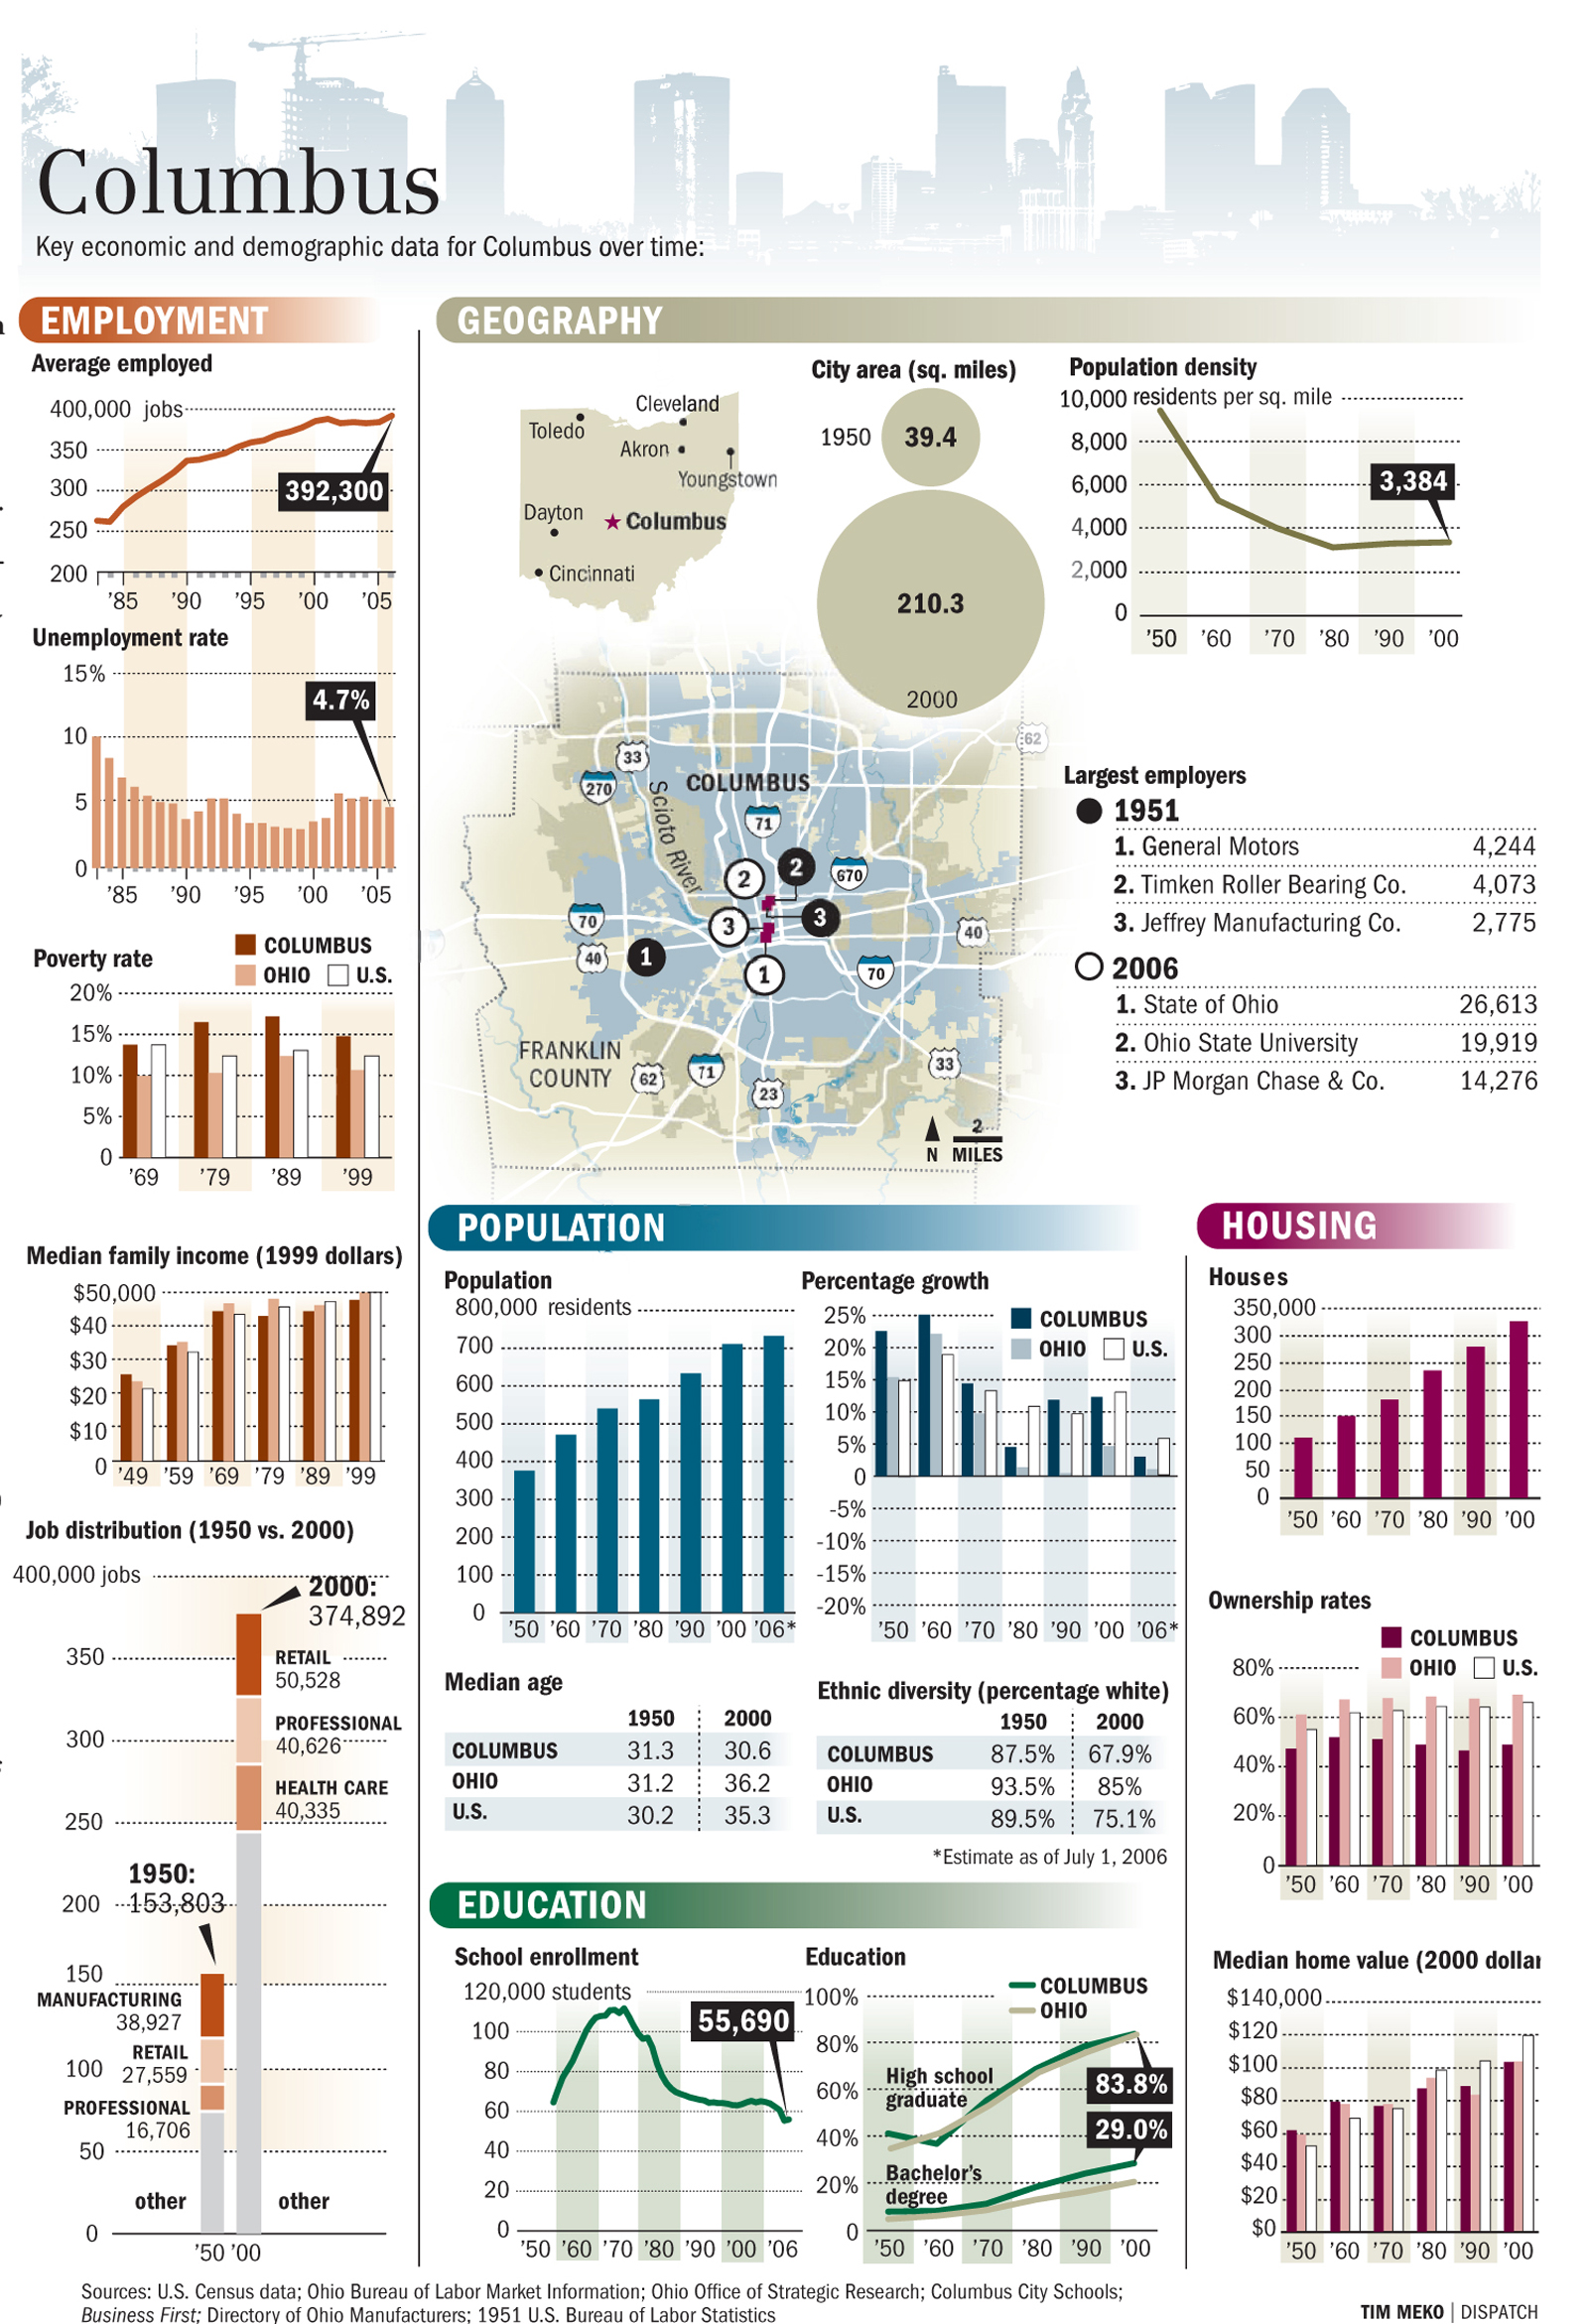 Columbus
Key economic and demographic data for Columbus over time:
EMPLOYMENT
Average employed
400,000 jobs
350
300
250
200
392,300
'85 '90 '95 '00 '05
Unemployment rate
15%
10
5
0
4.7%
'85 '90 '95 '00 '05
Poverty rate
COLUMBUS
OHIO U.S.
20%
15%
10%
5%
0
'69 '79 '89 '99
Median family income (1999 dollars)
$50,000
$40
$30
$20
$10
0
'49 '59 '69 '79 '89 '99
Job distribution (1950 vs. 2000)
400,000 jobs
350
300
250
200
150
100
50
0
2000:
374,892
RETAIL
50,528
PROFESSIONAL
40,626
HEALTH CARE
40,335
1950:
153,803
MANUFACTURING
38,927
RETAIL
27,559
PROFESSIONAL
16,706
other
other
'50 '00
GEOGRAPHY
Cleveland
Toledo
Akron
Youngstown
Dayton
Columbus
Cincinnati
City area (sq. miles)
1950
39.4
210.3
2000
Population density
10,000 residents per sq. mile
8,000
6,000
4,000
2,000
0
3,384
'50 '60 '70 '80 '90 '00
62
33
270
COLUMBUS
Scioto River
71
2
2
670
70
3
3
40
40
1
1
70
FRANKLIN
COUNTY
62
71
23
33
2
N MILES
Largest employers
1951
1. General Motors 4,244
2. Timken Roller Bearing Co. 4,073
3. Jeffrey Manufacturing Co. 2,775
2006
1. State of Ohio 26,613
2. Ohio State University 19,919
3. JP Morgan Chase & Co. 14,276
POPULATION
Population
800,000 residents
700
600
500
400
300
200
100
0
'50 '60 '70 '80 '90 '00 '06*
Percentage growth
COLUMBUS
OHIO U.S.
25%
20%
15%
10%
5%
0
-5%
-10%
-15%
-20%
'50 '60 '70 '80 '90 '00 '06*
Median age
1950 2000
COLUMBUS 31.3 30.6
OHIO 31.2 36.2
U.S. 30.2 35.3
Ethnic diversity (percentage white)
1950 2000
COLUMBUS 87.5% 67.9%
OHIO 93.5% 85%
U.S. 89.5% 75.1%
*Estimate as of July 1, 2006
EDUCATION
School enrollment
120,000 students
100
80
60
40
20
0
55,690
'50 '60 '70 '80 '90 '00 '06
Education
COLUMBUS
OHIO
100%
80%
60%
40%
20%
0
High school
graduate
83.8%
29.0%
Bachelor's
degree
'50 '60 '70 '80 '90 '00
HOUSING
Houses
350,000
300
250
200
150
100
50
0
'50 '60 '70 '80 '90 '00
Ownership rates
COLUMBUS
OHIO U.S.
80%
60%
40%
20%
0
'50 '60 '70 '80 '90 '00
Median home value (2000 dollar
$140,000
$120
$100
$80
$60
$40
$20
$0
'50 '60 '70 '80 '90 '00
Sources: U.S. Census data; Ohio Bureau of Labor Market Information; Ohio Office of Strategic Research; Columbus City Schools;
Business First; Directory of Ohio Manufacturers; 1951 U.S. Bureau of Labor Statistics
TIM MEKO | DISPATCH